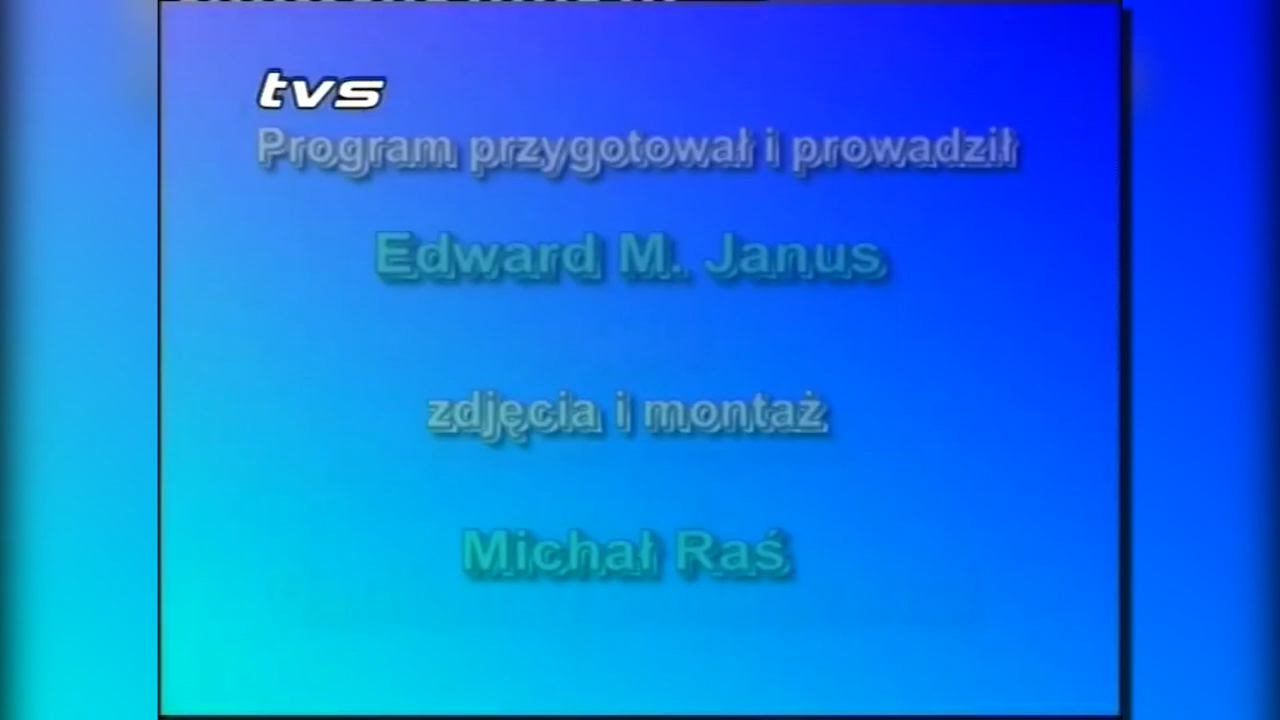 tvs
Program przygotował i prowadził
Edward M. Janus
zdjęcia i montaż
Michał Raś